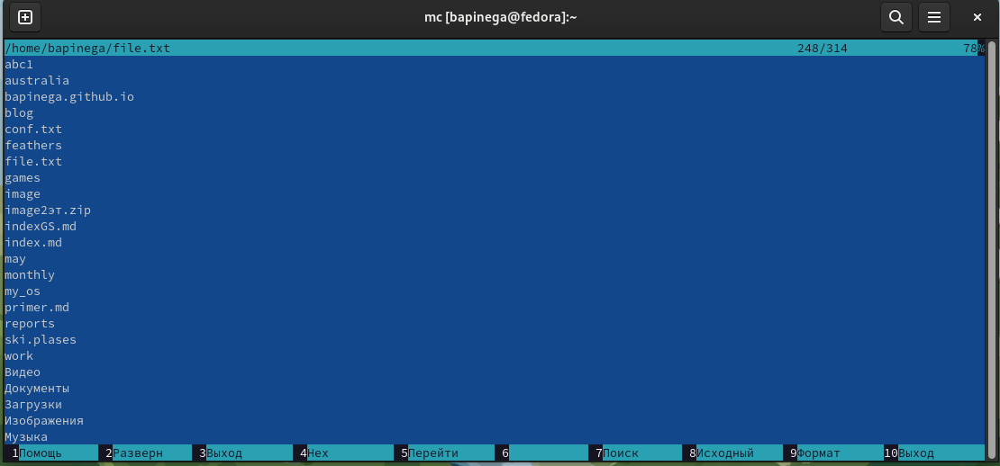 mc [bapinega@fedora]:~
/home/bapinega/file.txt 248/314 78%
abc1
australia
bapinega.github.io
blog
conf.txt
feathers
file.txt
games
image
image2эт.zip
indexGS.md
index.md
may
monthly
my_os
primer.md
reports
ski.plases
work
Видео
Документы
Загрузки
Изображения
Музыка
1Помощь 2Разверн 3Выход 4Hex 5Перейти 6 7Поиск 8Исходный 9Формат 10Выход